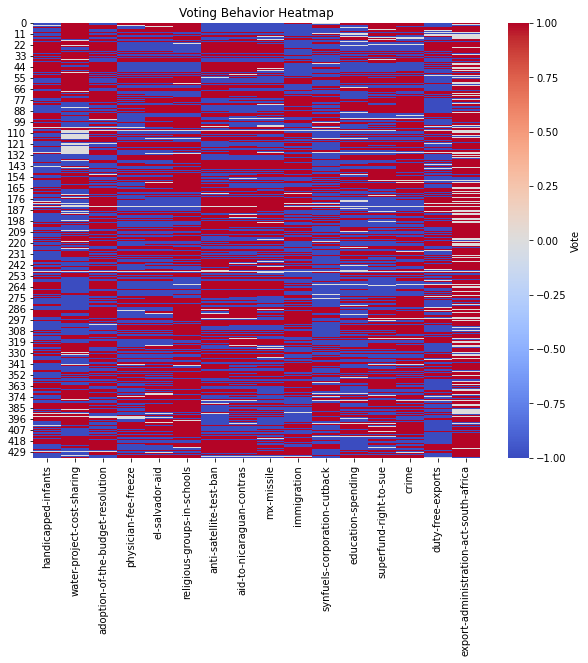 Voting Behavior Heatmap
0
11
22
33
44
55
66
77
88
99
110
121
132
143
154
165
176
187
198
209
220
231
242
253
264
275
286
297
308
319
330
341
352
363
374
385
396
407
418
429
handicapped-infants
water-project-cost-sharing
adoption-of-the-budget-resolution
physician-fee-freeze
el-salvador-aid
religious-groups-in-schools
anti-satellite-test-ban
aid-to-nicaraguan-contras
mx-missile
immigration
synfuels-corporation-cutback
education-spending
superfund-right-to-sue
crime
duty-free-exports
export-administration-act-south-africa
1.00
0.75
0.50
0.25
0.00
−0.25
−0.50
−0.75
−1.00
Vote